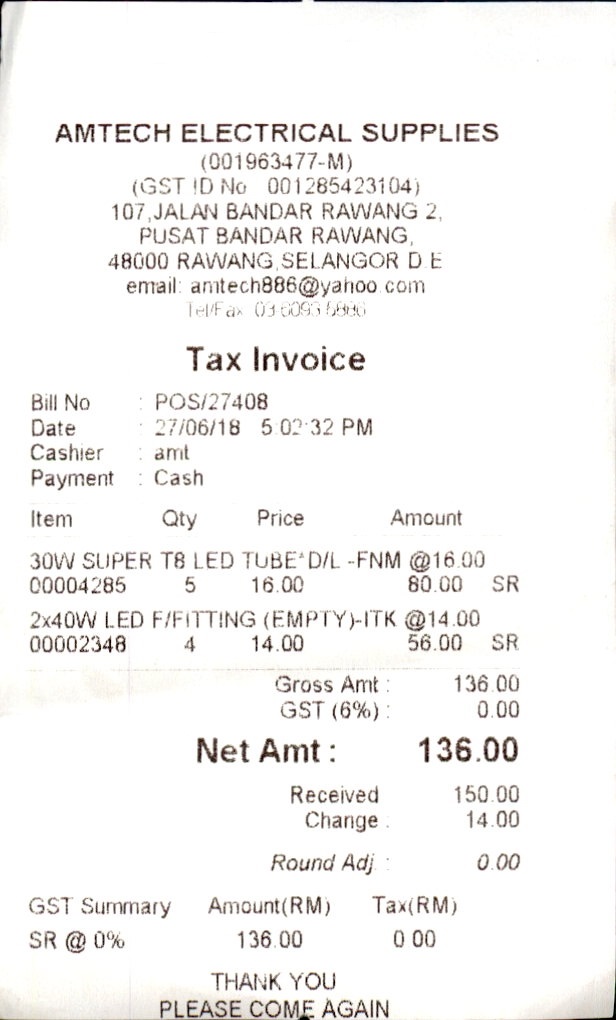 AMTECH ELECTRICAL SUPPLIES
(001963477-M)
(GST ID No 001285423104)
107,JALAN BANDAR RAWANG 2,
PUSAT BANDAR RAWANG,
48000 RAWANG,SELANGOR D.E
email: amtech886@yahoo.com
Tel/Fax 03 6093 5886
Tax Invoice
Bill No : POS/27408
Date : 27/06/18 5:02:32 PM
Cashier : amt
Payment : Cash
Item Qty Price Amount
30W SUPER T8 LED TUBE*D/L -FNM @16.00
00004285 5 16.00 80.00 SR
2x40W LED F/FITTING (EMPTY)-ITK @14.00
00002348 4 14.00 56.00 SR
Gross Amt : 136.00
GST (6%) : 0.00
Net Amt : 136.00
Received 150.00
Change : 14.00
Round Adj : 0.00
GST Summary Amount(RM) Tax(RM)
SR @ 0% 136.00 0.00
THANK YOU
PLEASE COME AGAIN